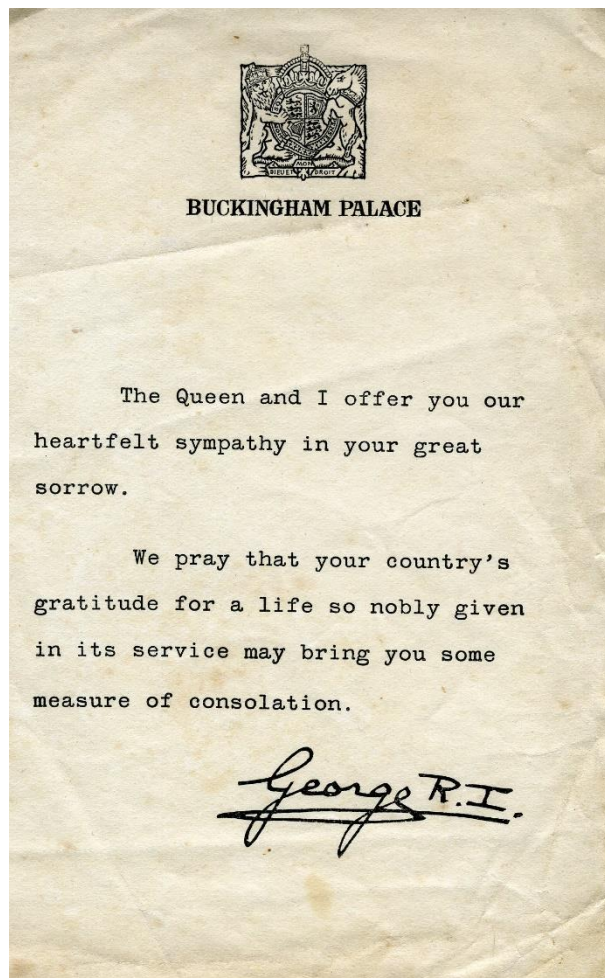 MON
DIEU ET DROIT
BUCKINGHAM PALACE
The Queen and I offer you our
heartfelt sympathy in your great
sorrow.
We pray that your country's
gratitude for a life so nobly given
in its service may bring you some
measure of consolation.
George R.I.